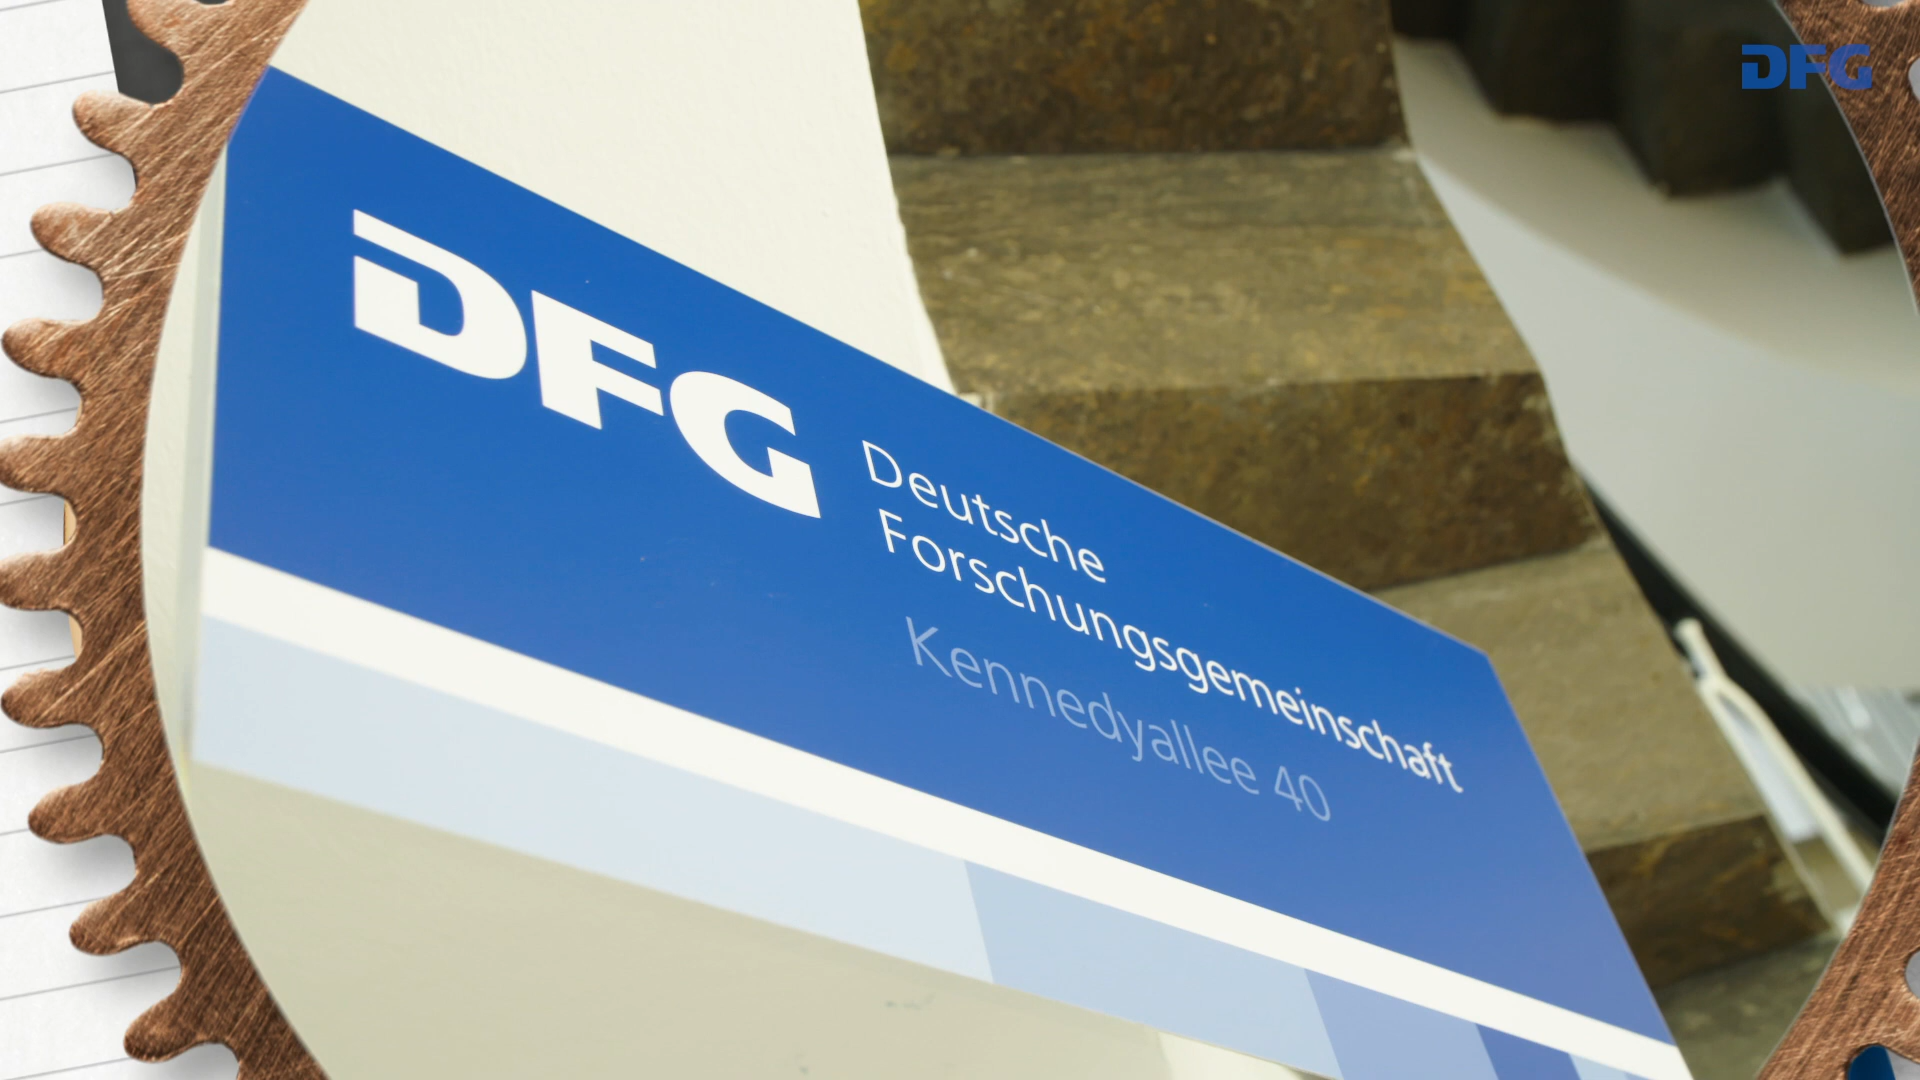 DFG
DFG
Deutsche
Forschungsgemeinschaft
Kennedyallee 40